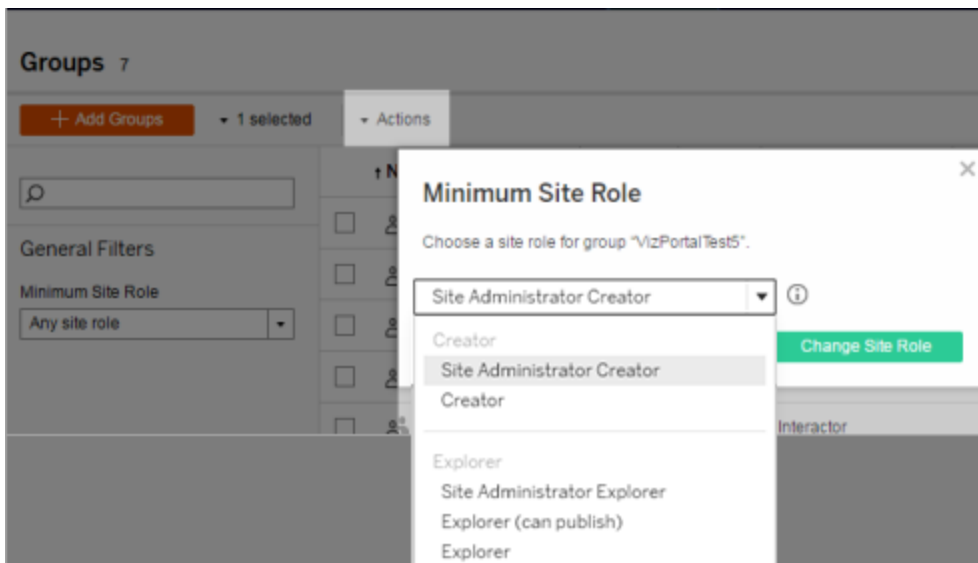 Groups 7
+ Add Groups
1 selected
Actions
↑ N
General Filters
Minimum Site Role
Any site role
Minimum Site Role
Choose a site role for group "VizPortalTest5".
Site Administrator Creator
Creator
Site Administrator Creator
Creator
Change Site Role
Interactor
Explorer
Site Administrator Explorer
Explorer (can publish)
Explorer